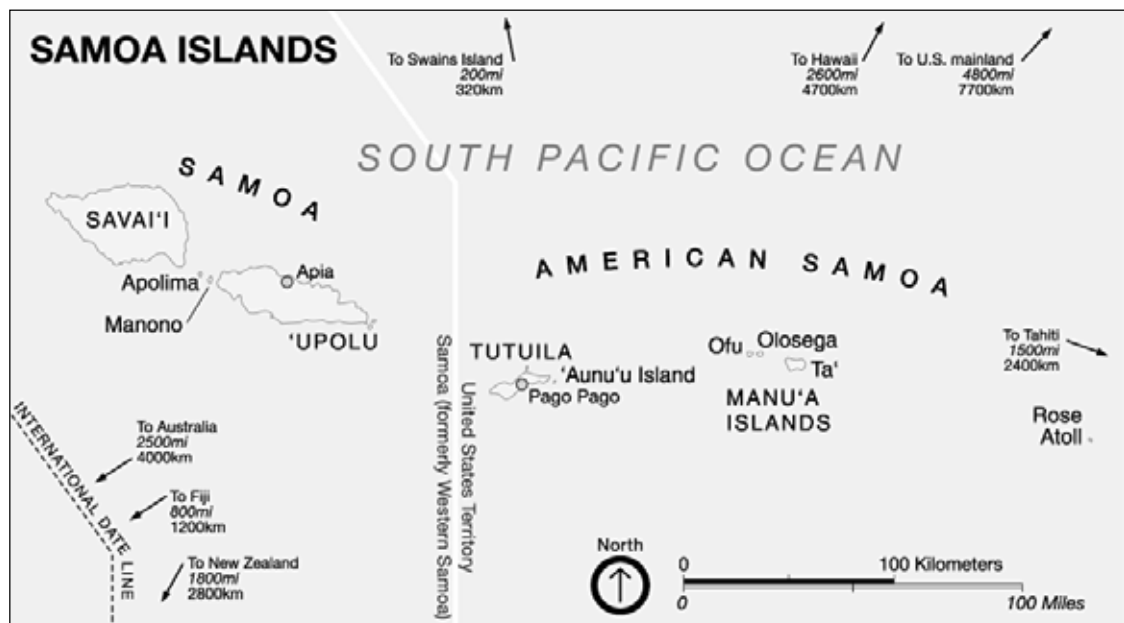 SAMOA ISLANDS
To Swains Island
200mi
320km
To Hawaii
2600mi
4700km
To U.S. mainland
4800mi
7700km
SOUTH PACIFIC OCEAN
SAMOA
SAVAI‘I
Apolima
Manono
Apia
‘UPOLU
AMERICAN SAMOA
TUTUILA
‘Aunu‘u Island
Pago Pago
Ofu
Olosega
Ta‘
MANU‘A
ISLANDS
To Tahiti
1500mi
2400km
Rose
Atoll
Samoa (formerly Western Samoa)
United States Territory
INTERNATIONAL DATE LINE
To Australia
2500mi
4000km
To Fiji
800mi
1200km
To New Zealand
1800mi
2800km
North
0 100 Kilometers
0 100 Miles